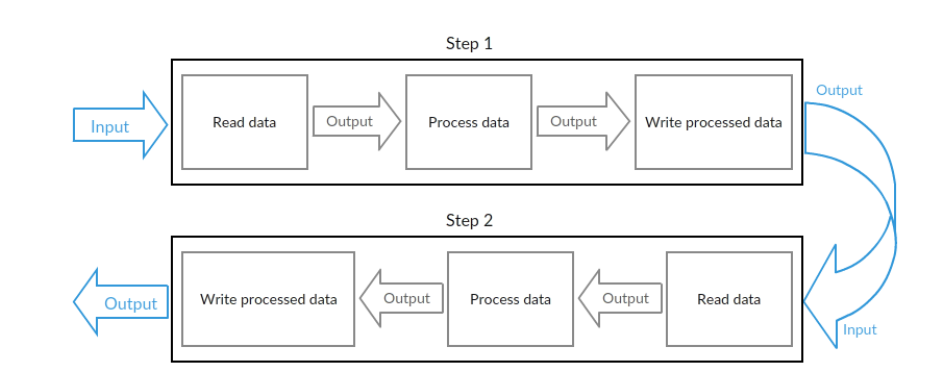 Step 1
Input
Read data
Output
Process data
Output
Write processed data
Output
Step 2
Output
Write processed data
Output
Process data
Output
Read data
Input